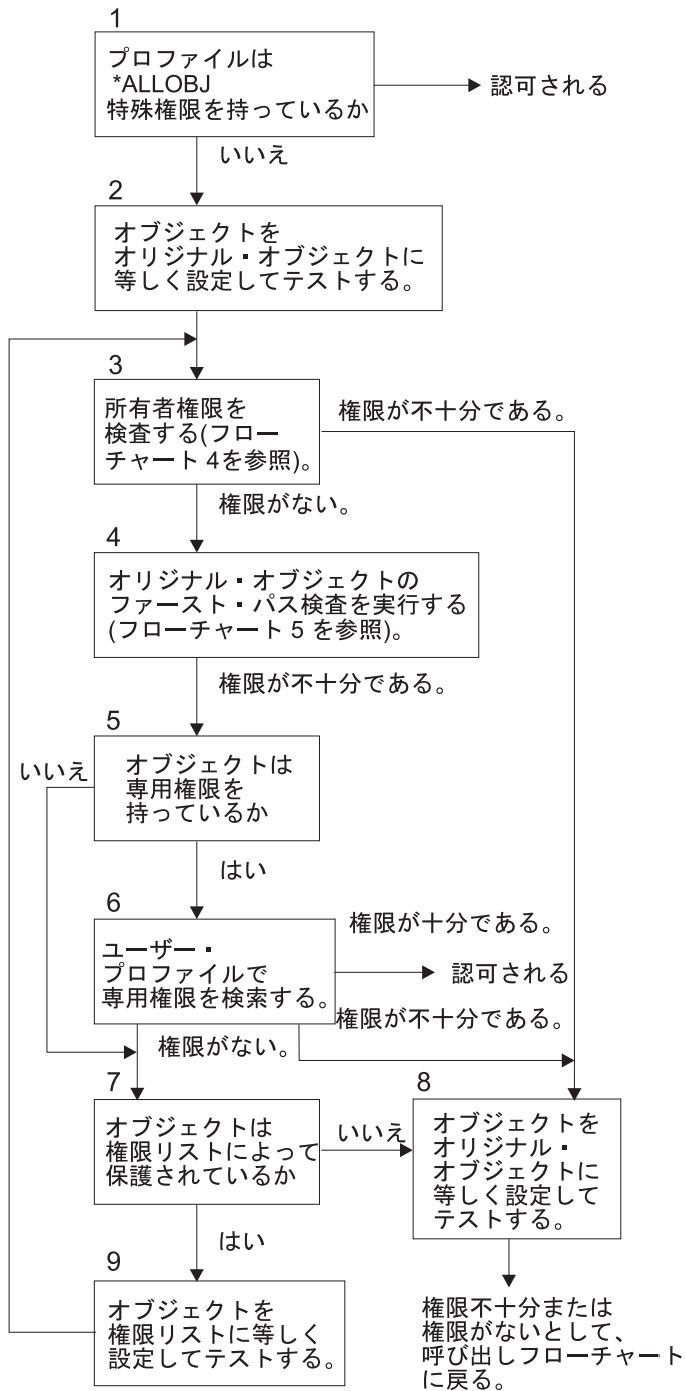 1
プロファイルは
*ALLOBJ
特殊権限を持っているか
認可される
いいえ
2
オブジェクトを
オリジナル・オブジェクトに
等しく設定してテストする。
3
所有者権限を
検査する(フロー
チャート 4を参照)。
権限が不十分である。
権限がない。
4
オリジナル・オブジェクトの
ファースト・パス検査を実行する
(フローチャート 5 を参照)。
権限が不十分である。
5
いいえ
オブジェクトは
専用権限を
持っているか
はい
6
権限が十分である。
ユーザー・
プロファイルで
専用権限を検索する。
認可される
権限が不十分である。
権限がない。
7
オブジェクトは
権限リストによって
保護されているか
いいえ
8
オブジェクトを
オリジナル・
オブジェクトに
等しく設定して
テストする。
はい
9
オブジェクトを
権限リストに等しく
設定してテストする。
権限不十分または
権限がないとして、
呼び出しフローチャート
に戻る。